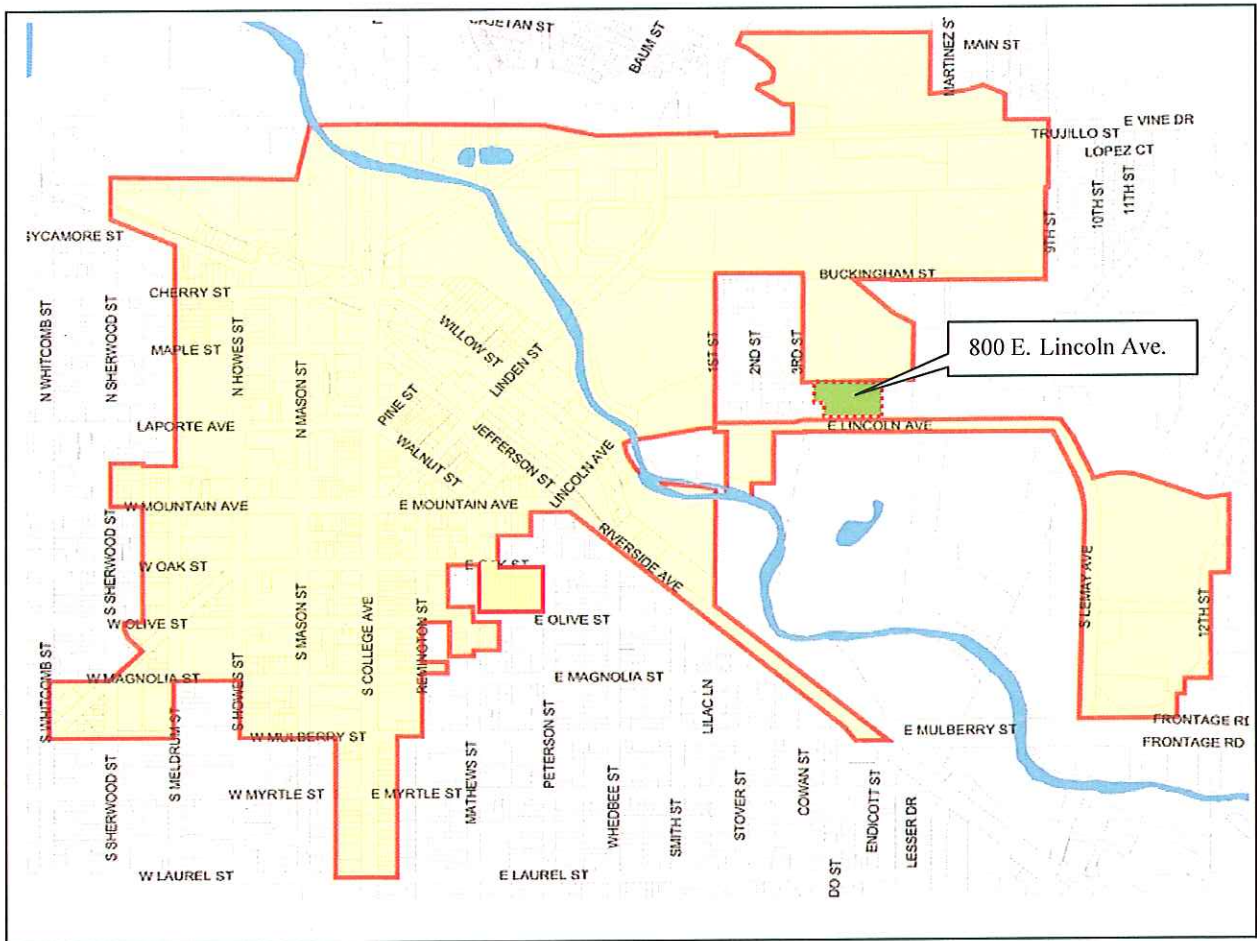 BAUM ST
MARTINEZ S
MAIN ST
E VINE DR
TRUJILLO ST
LOPEZ CT
10TH ST
11TH ST
9TH ST
SYCAMORE ST
BUCKINGHAM ST
CHERRY ST
N WHITCOMB ST
N SHERWOOD ST
MAPLE ST
N HOWES ST
N MASON ST
WILLOW ST
LINDEN ST
PINE ST
1ST ST
2ND ST
3RD ST
800 E. Lincoln Ave.
LAPORTE AVE
WALNUT ST
JEFFERSON ST
LINCOLN AVE
E LINCOLN AVE
W MOUNTAIN AVE
E MOUNTAIN AVE
RIVERSIDE AVE
S SHERWOOD ST
W OAK ST
S MASON ST
S COLLEGE AVE
REMINGTON ST
W OLIVE ST
E OLIVE ST
S LEMAY AVE
12TH ST
S WHITCOMB ST
W MAGNOLIA ST
S HOWES ST
E MAGNOLIA ST
LILAC LN
S MELDRUM ST
W MULBERRY ST
E MULBERRY ST
FRONTAGE RD
FRONTAGE RD
S SHERWOOD ST
W MYRTLE ST
E MYRTLE ST
MATHEWS ST
PETERSON ST
WHEDBEE ST
SMITH ST
STOVER ST
COWAN ST
ENDICOTT ST
LESSER DR
DO ST
W LAUREL ST
E LAUREL ST